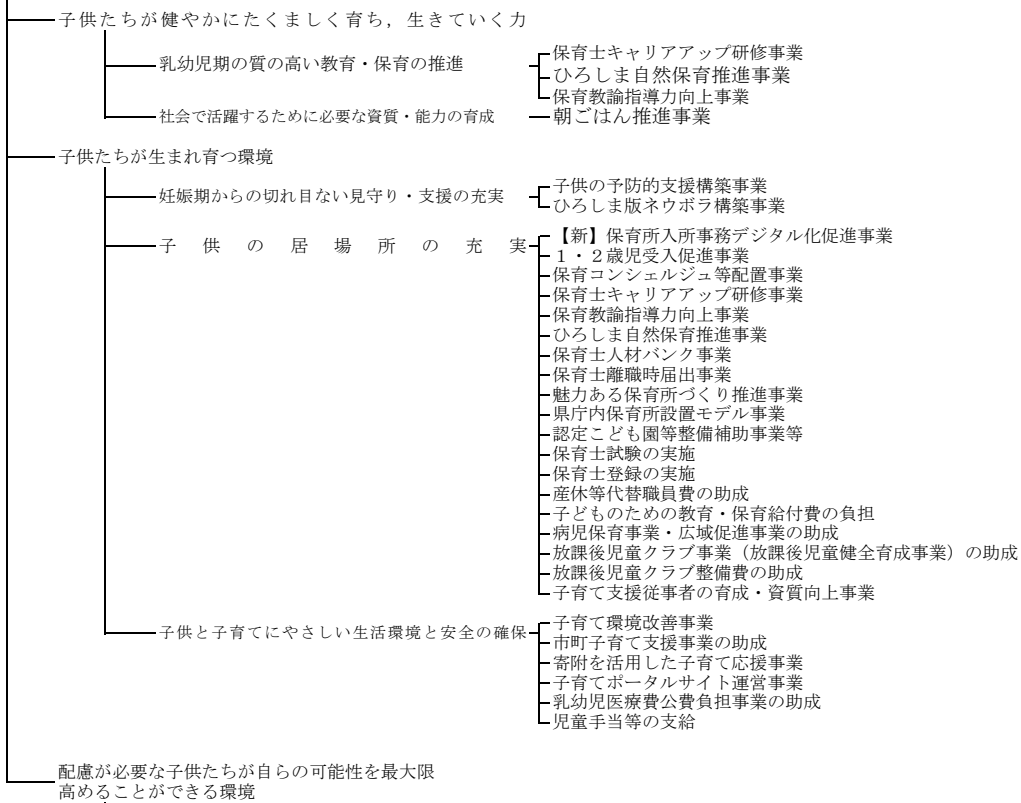 子供たちが健やかにたくましく育ち，生きていく力
乳幼児期の質の高い教育・保育の推進
保育士キャリアアップ研修事業
ひろしま自然保育推進事業
保育教諭指導力向上事業
社会で活躍するために必要な資質・能力の育成
朝ごはん推進事業
子供たちが生まれ育つ環境
妊娠期からの切れ目ない見守り・支援の充実
子供の予防的支援構築事業
ひろしま版ネウボラ構築事業
子供の居場所の充実
【新】保育所入所事務デジタル化促進事業
１・２歳児受入促進事業
保育コンシェルジュ等配置事業
保育士キャリアアップ研修事業
保育教諭指導力向上事業
ひろしま自然保育推進事業
保育士人材バンク事業
保育士離職時届出事業
魅力ある保育所づくり推進事業
県庁内保育所設置モデル事業
認定こども園等整備補助事業等
保育士試験の実施
保育士登録の実施
産休等代替職員費の助成
子どものための教育・保育給付費の負担
病児保育事業・広域促進事業の助成
放課後児童クラブ事業（放課後児童健全育成事業）の助成
放課後児童クラブ整備費の助成
子育て支援従事者の育成・資質向上事業
子供と子育てにやさしい生活環境と安全の確保
子育て環境改善事業
市町子育て支援事業の助成
寄附を活用した子育て応援事業
子育てポータルサイト運営事業
乳幼児医療費公費負担事業の助成
児童手当等の支給
配慮が必要な子供たちが自らの可能性を最大限
高めることができる環境